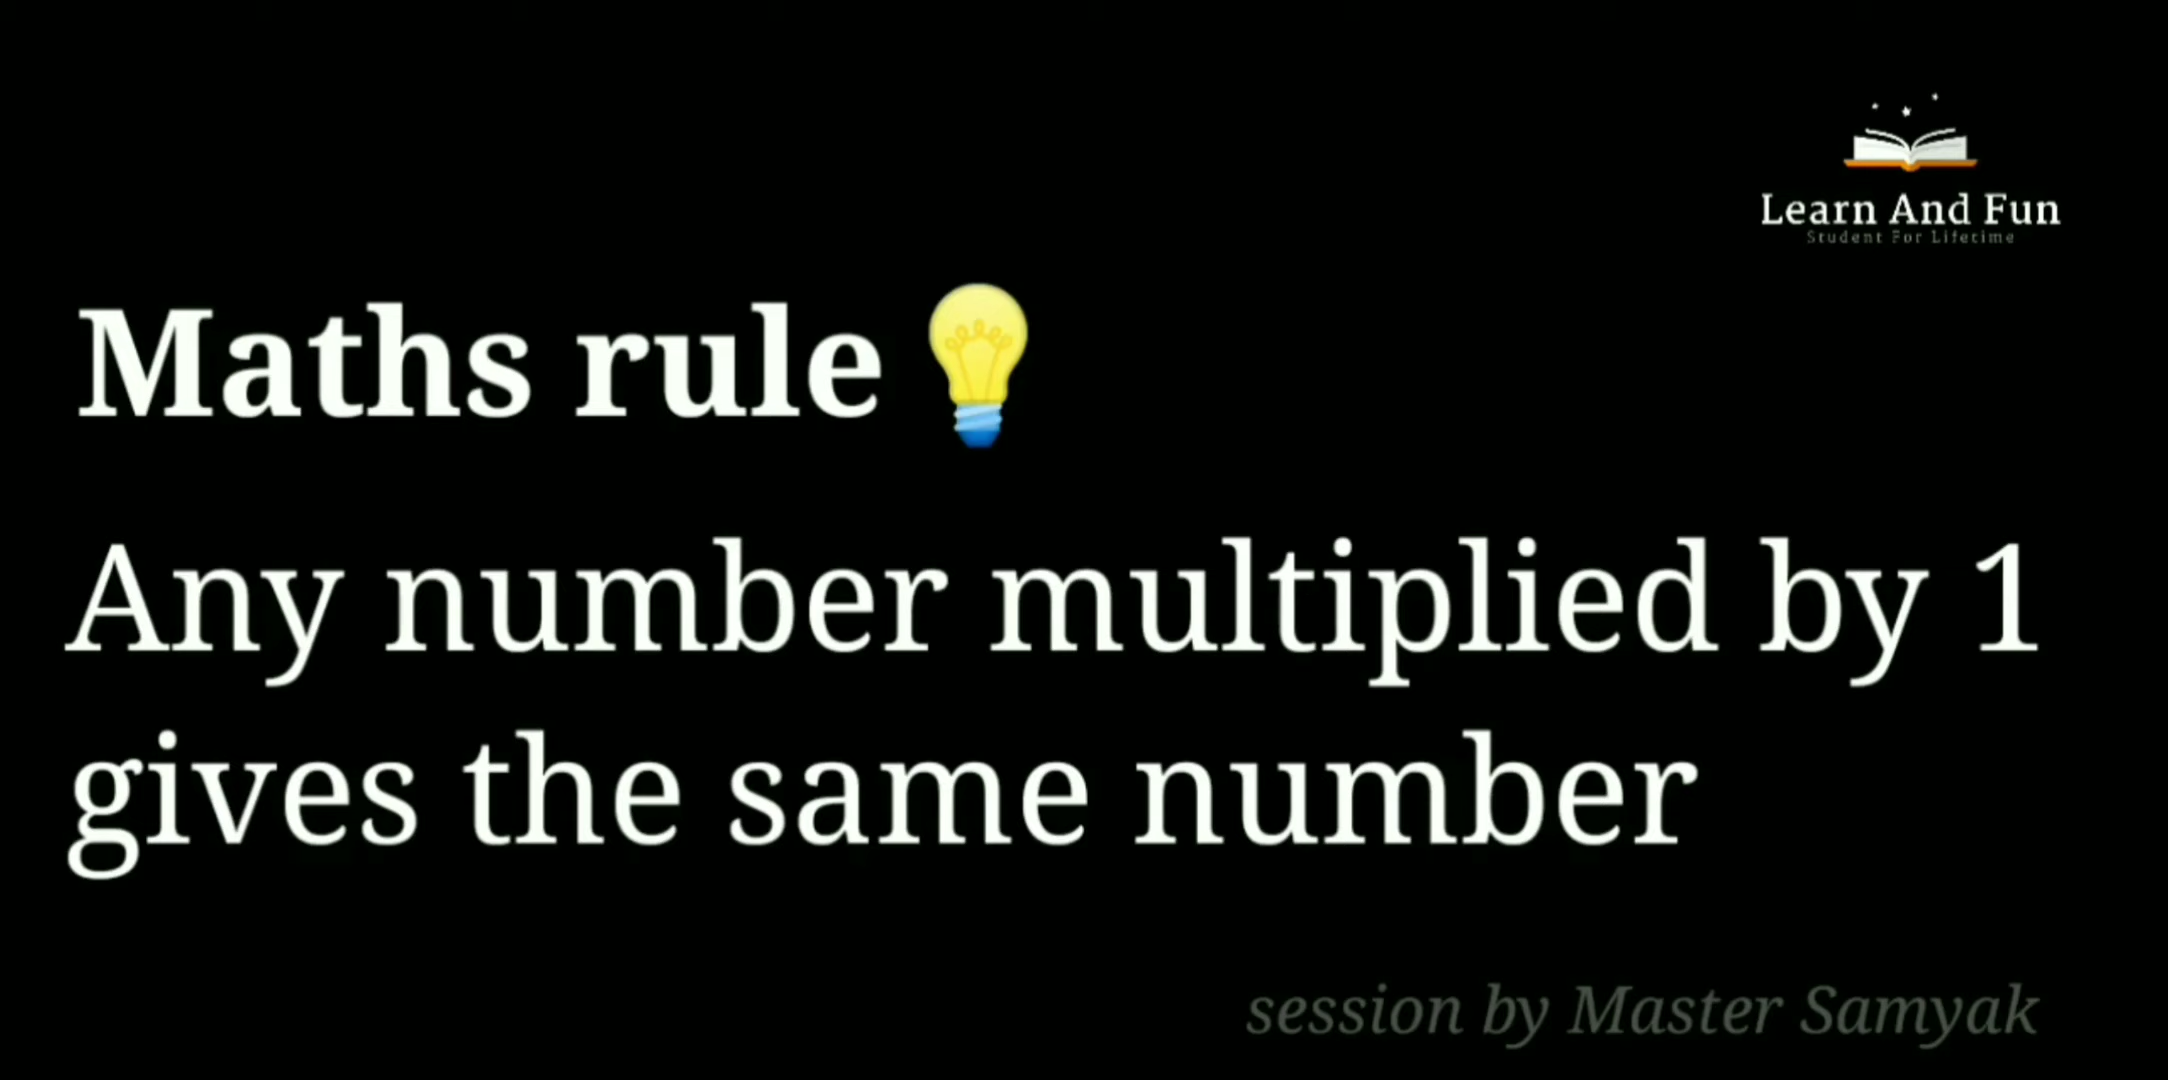 Learn And Fun
Student For Lifetime
Maths rule💡
Any number multiplied by 1
gives the same number
session by Master Samyak